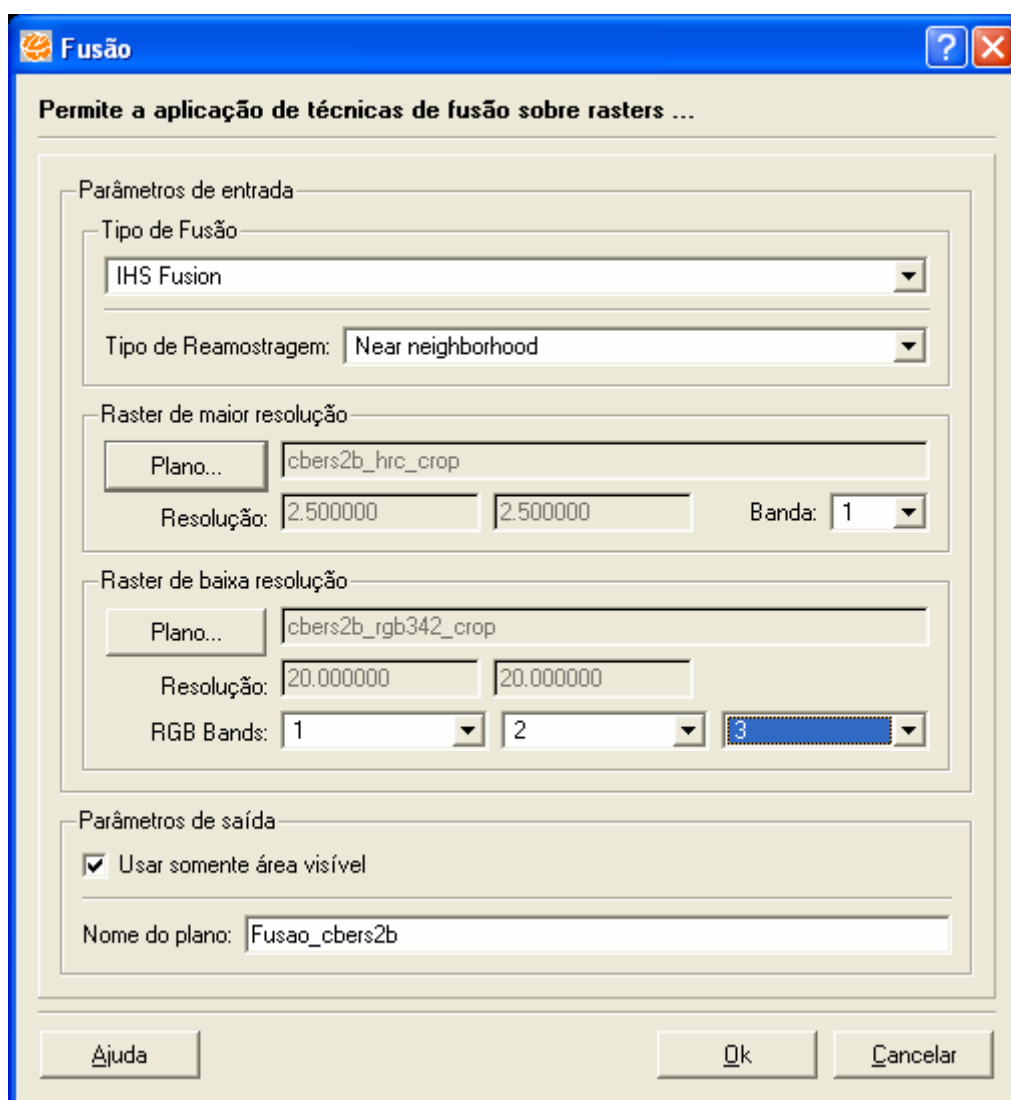 Fusão
Permite a aplicação de técnicas de fusão sobre rasters ...
Parâmetros de entrada
Tipo de Fusão
IHS Fusion
Tipo de Reamostragem: Near neighborhood
Raster de maior resolução
Plano... cbers2b_hrc_crop
Resolução: 2.500000 2.500000 Banda: 1
Raster de baixa resolução
Plano... cbers2b_rgb342_crop
Resolução: 20.000000 20.000000
RGB Bands: 1 2 3
Parâmetros de saída
Usar somente área visível
Nome do plano: Fusao_cbers2b
Ajuda Ok Cancelar